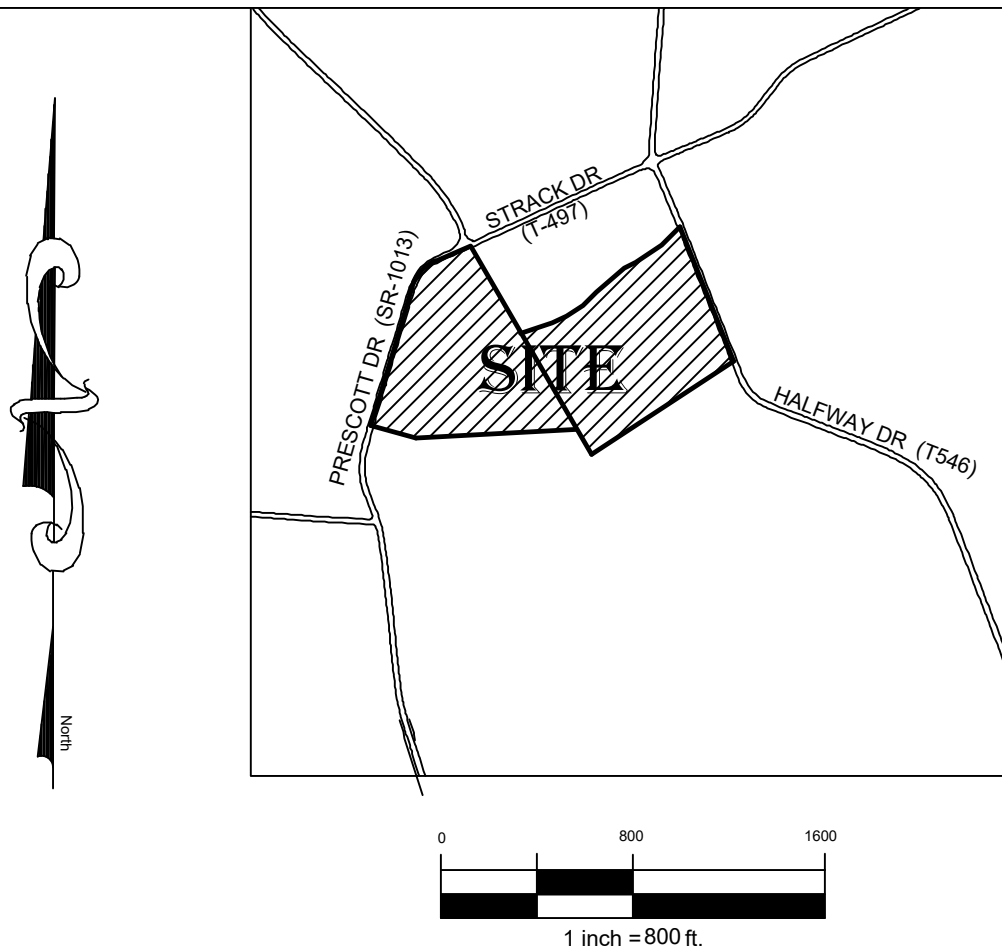 STRACK DR
(T-497)
PRESCOTT DR (SR-1013)
SITE
HALFWAY DR (T546)
North
0 800 1600
1 inch = 800 ft.